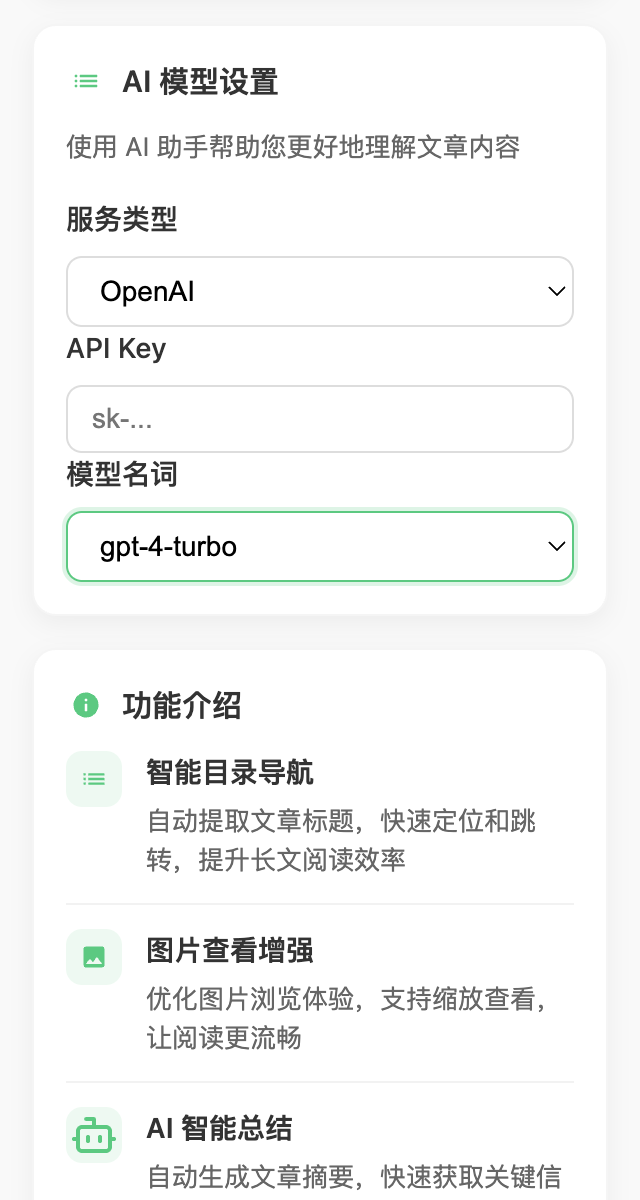 AI 模型设置
使用 AI 助手帮助您更好地理解文章内容
服务类型
OpenAI
API Key
sk-...
模型名词
gpt-4-turbo
功能介绍
智能目录导航
自动提取文章标题，快速定位和跳
转，提升长文阅读效率
图片查看增强
优化图片浏览体验，支持缩放查看，
让阅读更流畅
AI 智能总结
自动生成文章摘要，快速获取关键信